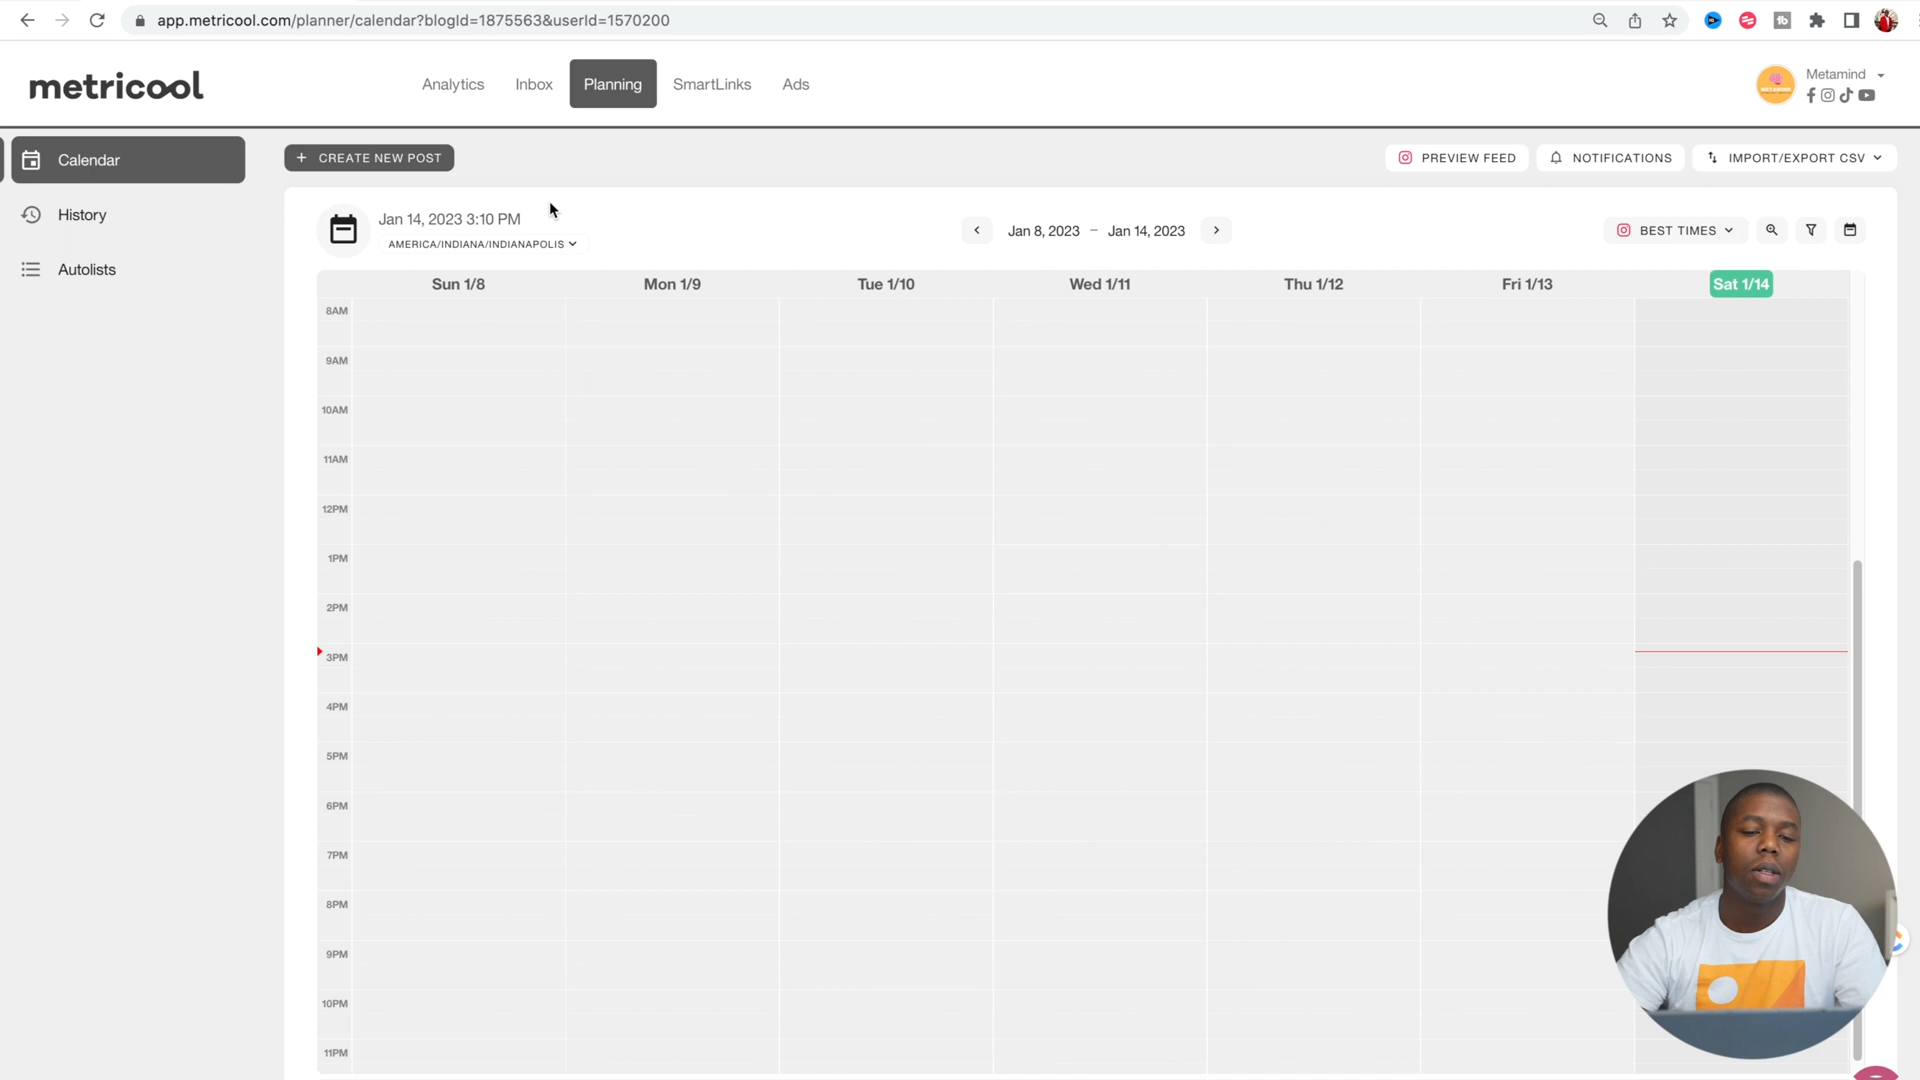 app.metricool.com/planner/calendar?blogId=1875563&userId=1570200
metricool
Analytics
Inbox
Planning
SmartLinks
Ads
Metamind
Calendar
History
Autolists
+ CREATE NEW POST
PREVIEW FEED
NOTIFICATIONS
IMPORT/EXPORT CSV
Jan 14, 2023 3:10 PM
AMERICA/INDIANA/INDIANAPOLIS
Jan 8, 2023 – Jan 14, 2023
BEST TIMES
Sun 1/8
Mon 1/9
Tue 1/10
Wed 1/11
Thu 1/12
Fri 1/13
Sat 1/14
8AM
9AM
10AM
11AM
12PM
1PM
2PM
3PM
4PM
5PM
6PM
7PM
8PM
9PM
10PM
11PM